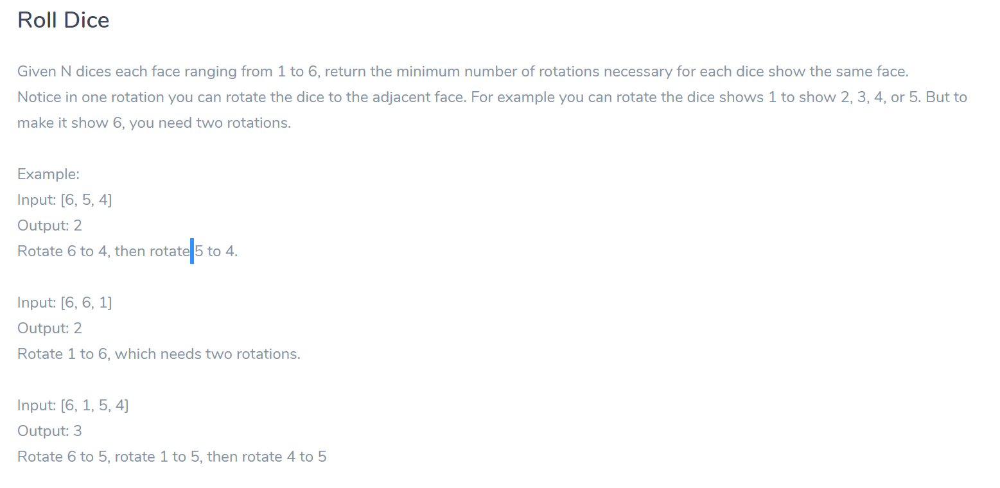 Roll Dice
Given N dices each face ranging from 1 to 6, return the minimum number of rotations necessary for each dice show the same face.
Notice in one rotation you can rotate the dice to the adjacent face. For example you can rotate the dice shows 1 to show 2, 3, 4, or 5. But to
make it show 6, you need two rotations.
Example:
Input: [6, 5, 4]
Output: 2
Rotate 6 to 4, then rotate 5 to 4.
Input: [6, 6, 1]
Output: 2
Rotate 1 to 6, which needs two rotations.
Input: [6, 1, 5, 4]
Output: 3
Rotate 6 to 5, rotate 1 to 5, then rotate 4 to 5